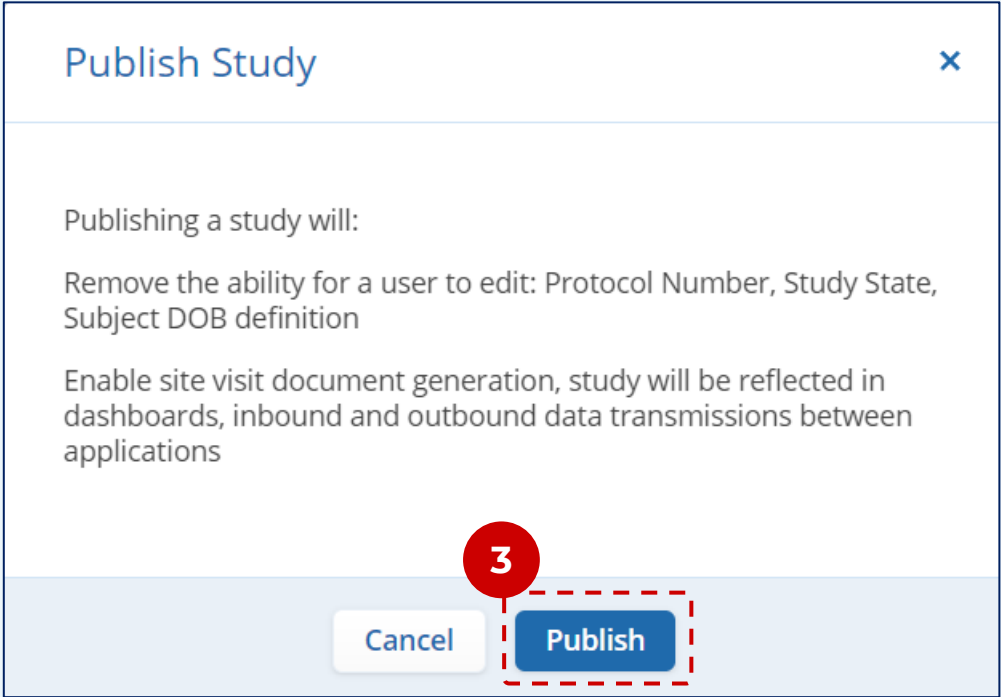 Publish Study
×
Publishing a study will:
Remove the ability for a user to edit: Protocol Number, Study State,
Subject DOB definition
Enable site visit document generation, study will be reflected in
dashboards, inbound and outbound data transmissions between
applications
3
Cancel
Publish